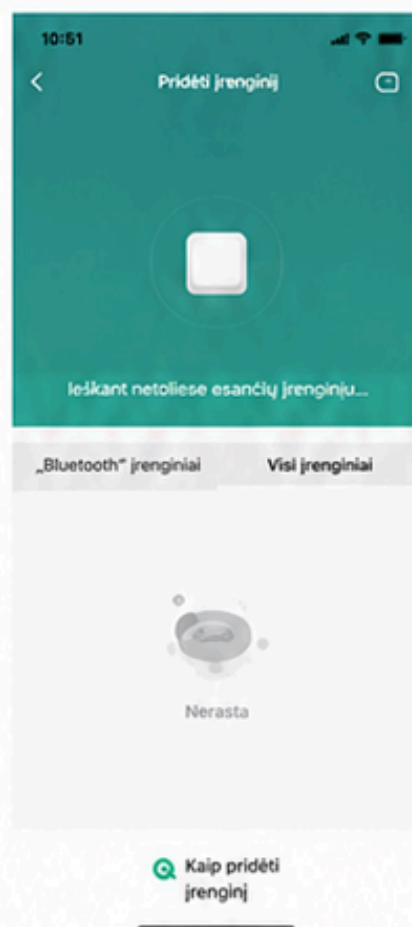 10:51
Pridėti įrenginį
Ieškant netoliese esančių įrenginių...
„Bluetooth“ įrenginiai
Visi įrenginiai
Nerasta
Kaip pridėti
įrenginį